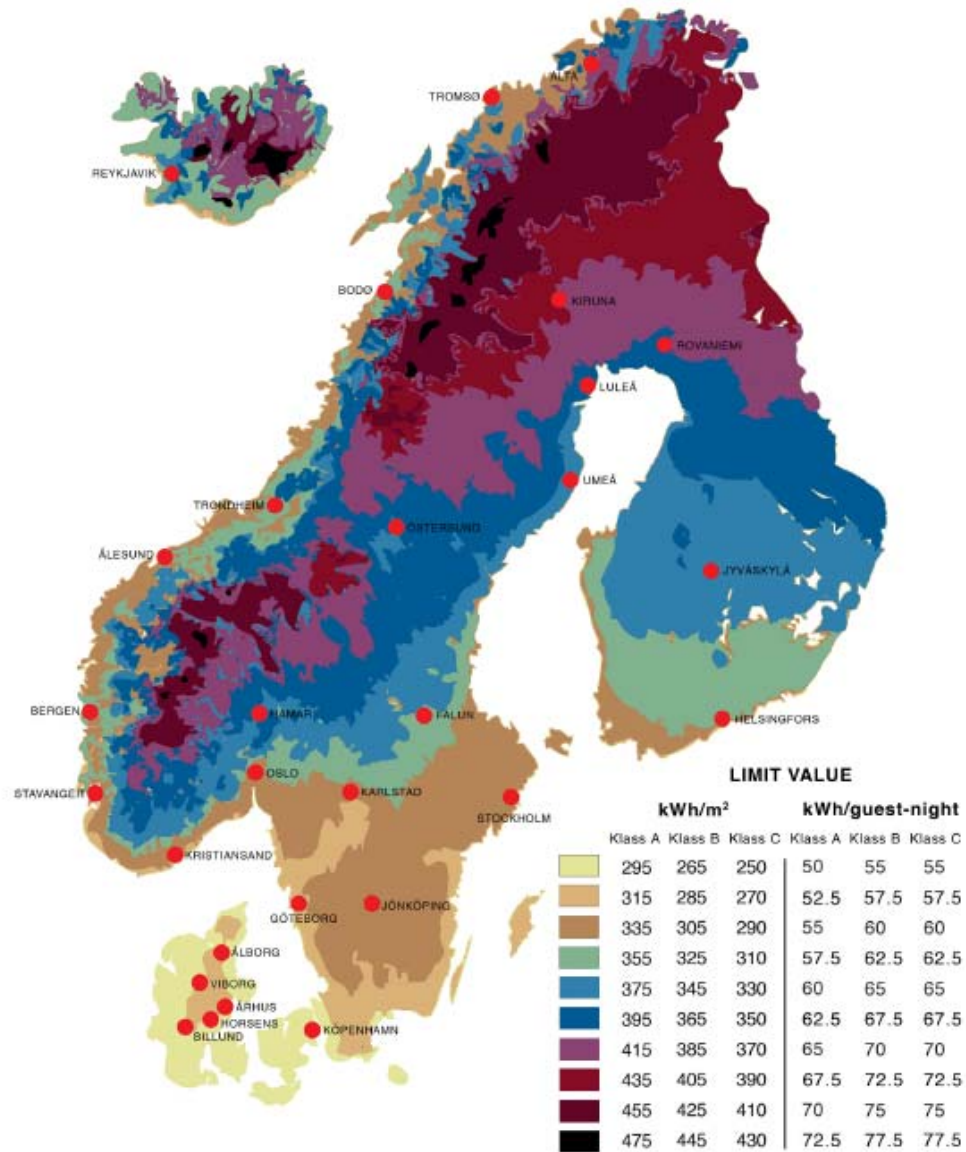 ALTA
TROMSØ
REYKJAVIK
BODØ
KIRUNA
ROVANIEMI
LULEÅ
UMEÅ
TRONDHEIM
ÖSTERSUND
ÅLESUND
JYVÄSKYLÄ
BERGEN
HAMAR
FALUN
HELSINGFORS
OSLO
STAVANGER
KARLSTAD
STOCKHOLM
KRISTIANSAND
GÖTEBORG
JÖNKÖPING
ÅLBORG
VIBORG
ÅRHUS
HORSENS
BILLUND
KÖPENHAMN
LIMIT VALUE
kWh/m² kWh/guest-night
Klass A Klass B Klass C Klass A Klass B Klass C
295 265 250 50 55 55
315 285 270 52.5 57.5 57.5
335 305 290 55 60 60
355 325 310 57.5 62.5 62.5
375 345 330 60 65 65
395 365 350 62.5 67.5 67.5
415 385 370 65 70 70
435 405 390 67.5 72.5 72.5
455 425 410 70 75 75
475 445 430 72.5 77.5 77.5